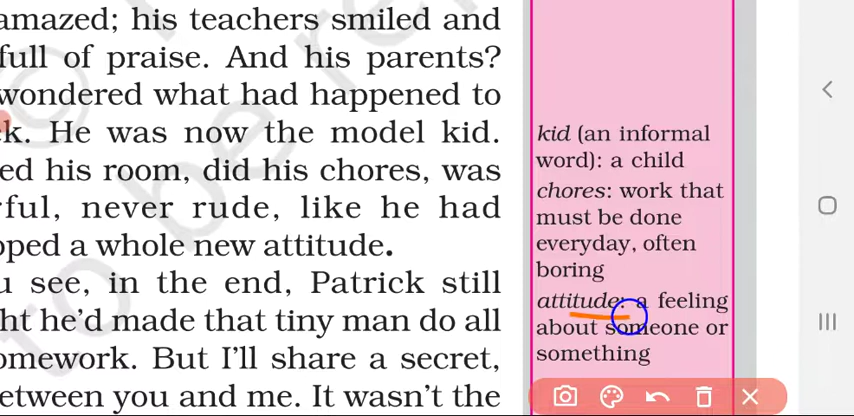 amazed; his teachers smiled and
full of praise. And his parents?
wondered what had happened to
k. He was now the model kid.
ed his room, did his chores, was
ful, never rude, like he had
oped a whole new attitude.
u see, in the end, Patrick still
ht he'd made that tiny man do all
omework. But I'll share a secret,
etween you and me. It wasn't the
kid (an informal
word): a child
chores: work that
must be done
everyday, often
boring
attitude: a feeling
about someone or
something